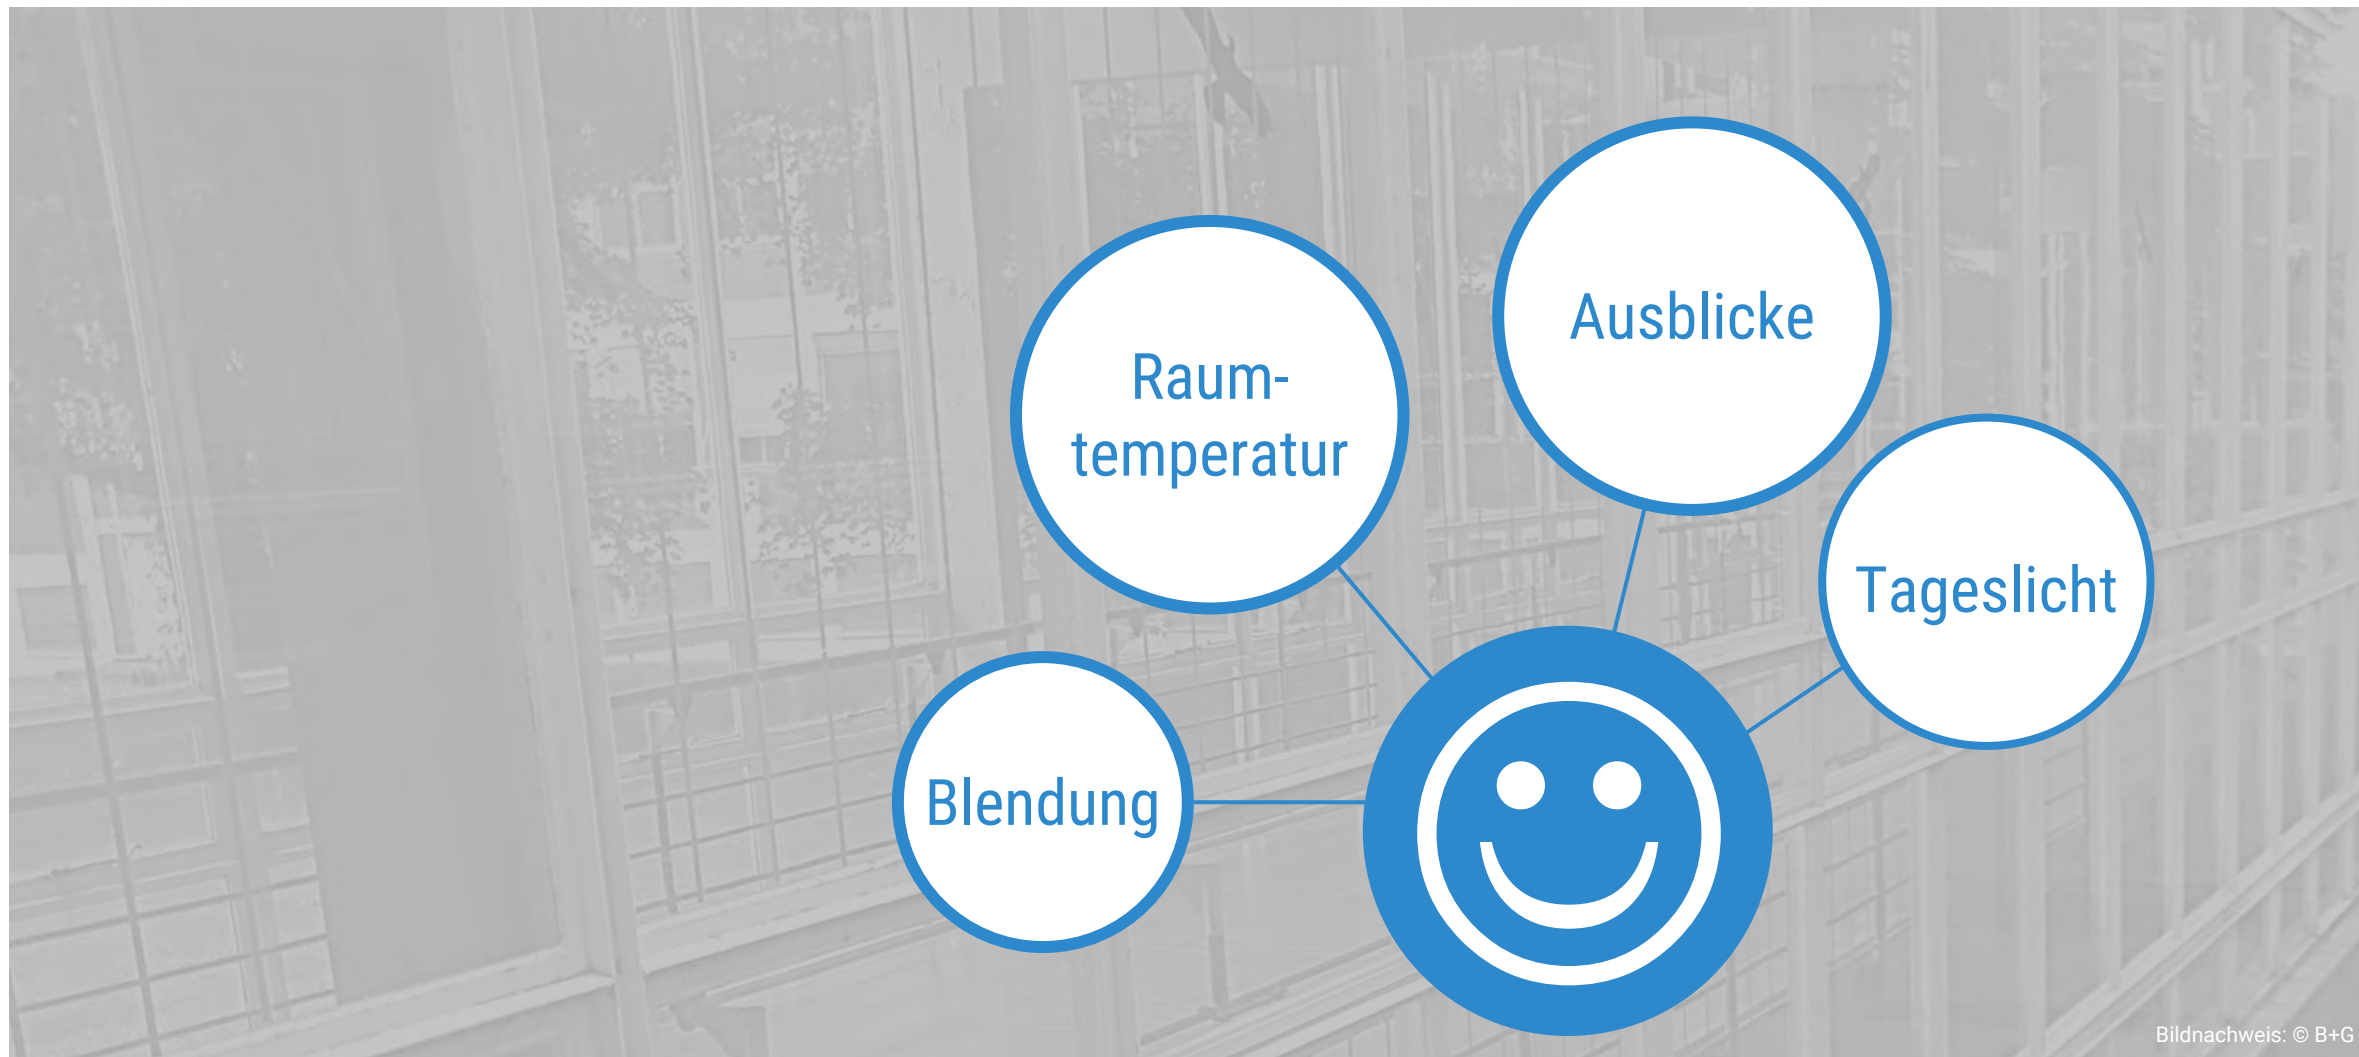 Ausblicke
Raum-
temperatur
Tageslicht
Blendung
Bildnachweis: © B+G